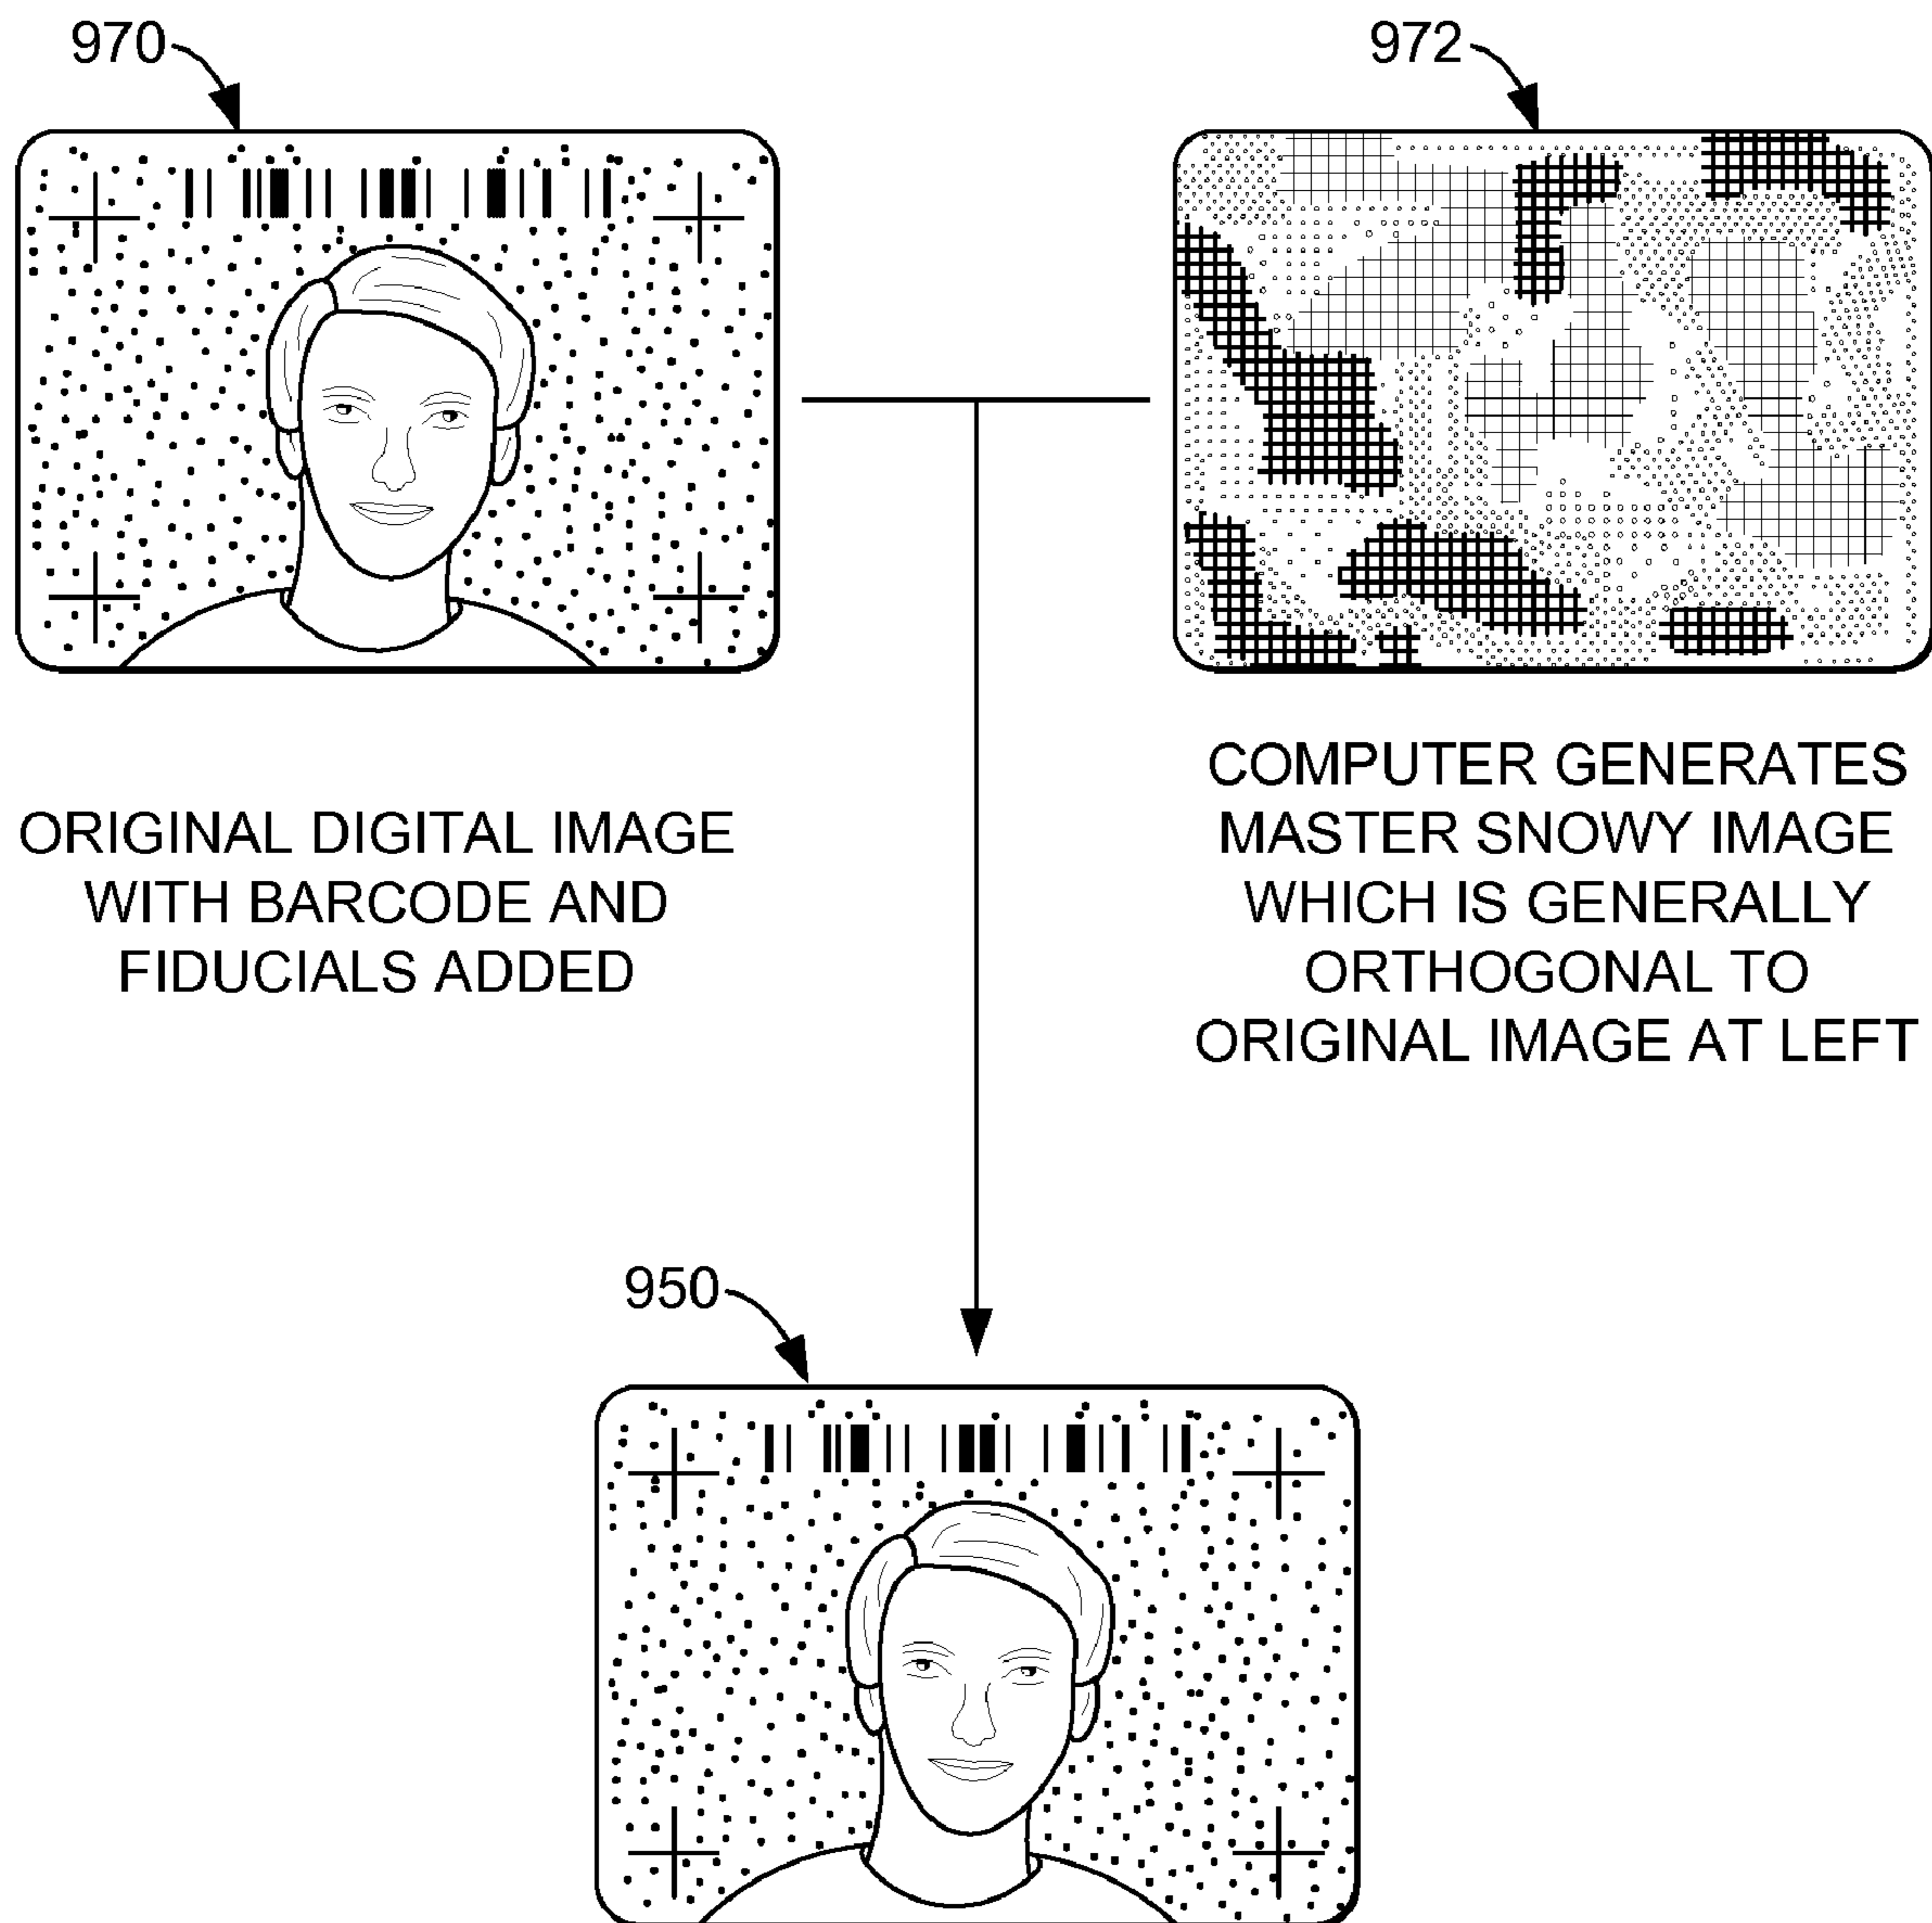 970
972
ORIGINAL DIGITAL IMAGE
WITH BARCODE AND
FIDUCIALS ADDED
COMPUTER GENERATES
MASTER SNOWY IMAGE
WHICH IS GENERALLY
ORTHOGONAL TO
ORIGINAL IMAGE AT LEFT
950